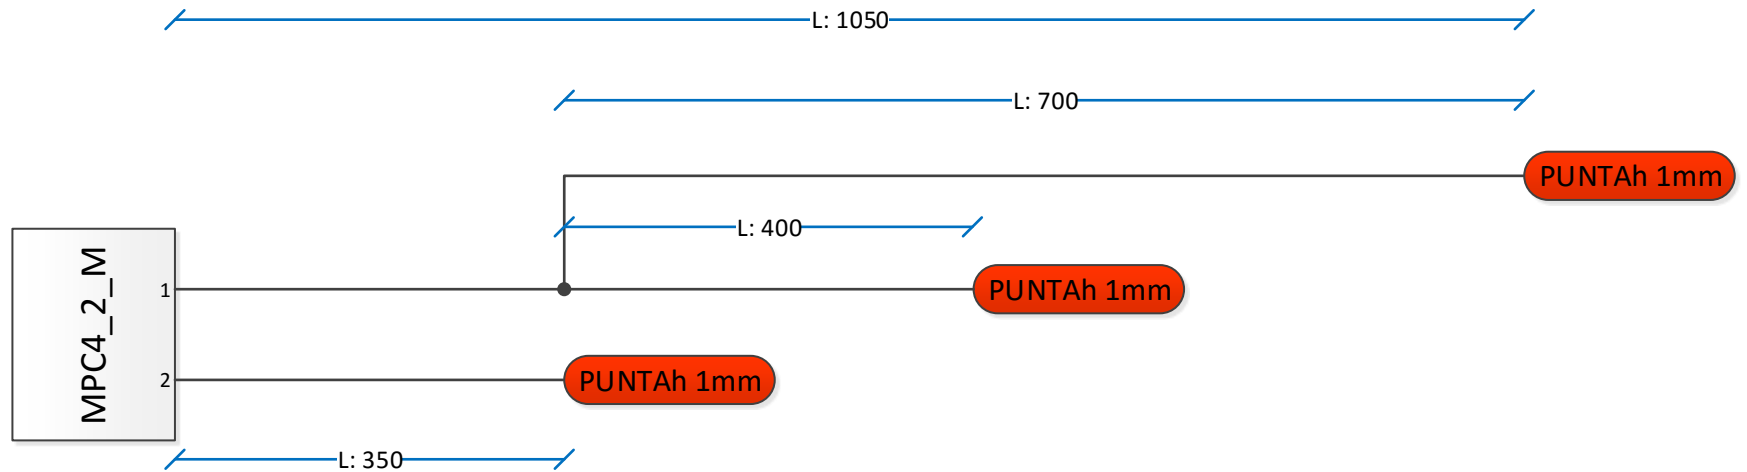 L: 1050
L: 700
PUNTAh 1mm
L: 400
MPC4_2_M
1
PUNTAh 1mm
2
PUNTAh 1mm
L: 350